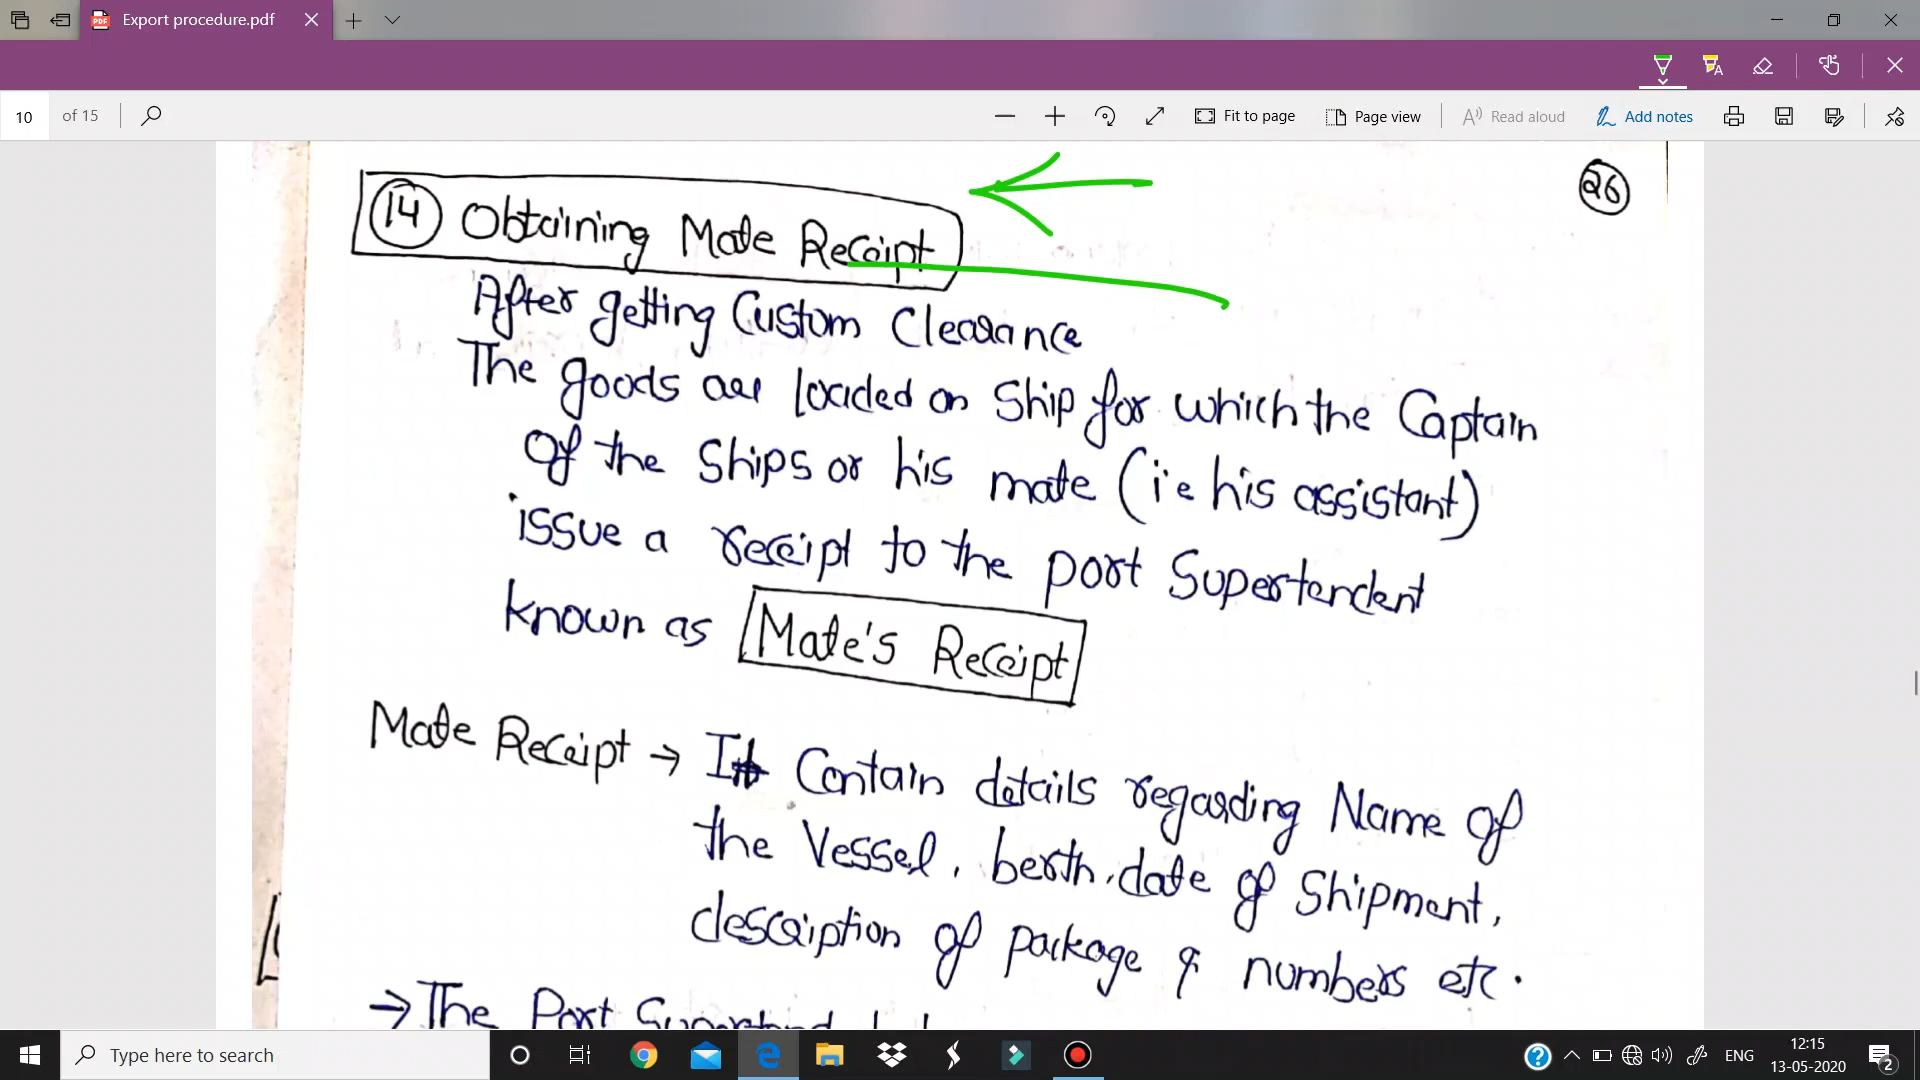 Export procedure.pdf
10 of 15
Fit to page
Page view
Read aloud
Add notes
26
14 Obtaining Mate Receipt
After getting Custom Clearance
The goods are loaded on Ship for which the Captain
Of the Ships or his mate (i.e his assistant)
issue a receipt to the port Supertendent
known as Mate's Receipt
Mate Receipt → It Contain details regarding Name of
the Vessel, berth, date of Shipment,
description of package & numbers etc.
→ The Port
Type here to search
ENG
12:15
13-05-2020
2